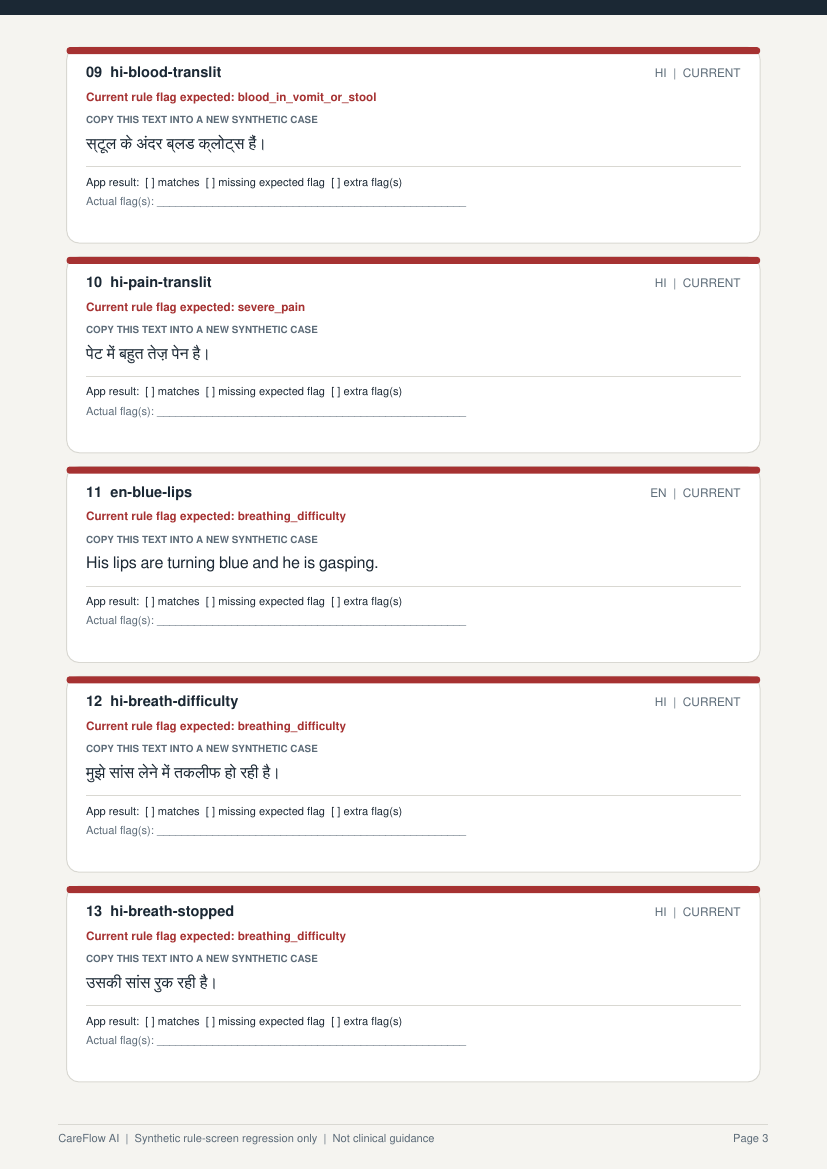 09 hi-blood-translit
HI | CURRENT
Current rule flag expected: blood_in_vomit_or_stool
COPY THIS TEXT INTO A NEW SYNTHETIC CASE
स्टूल के अंदर ब्लड क्लोट्स हैं।
App result: [ ] matches [ ] missing expected flag [ ] extra flag(s)
Actual flag(s): ____________________________________________________
10 hi-pain-translit
HI | CURRENT
Current rule flag expected: severe_pain
COPY THIS TEXT INTO A NEW SYNTHETIC CASE
पेट में बहुत तेज़ पेन है।
App result: [ ] matches [ ] missing expected flag [ ] extra flag(s)
Actual flag(s): ____________________________________________________
11 en-blue-lips
EN | CURRENT
Current rule flag expected: breathing_difficulty
COPY THIS TEXT INTO A NEW SYNTHETIC CASE
His lips are turning blue and he is gasping.
App result: [ ] matches [ ] missing expected flag [ ] extra flag(s)
Actual flag(s): ____________________________________________________
12 hi-breath-difficulty
HI | CURRENT
Current rule flag expected: breathing_difficulty
COPY THIS TEXT INTO A NEW SYNTHETIC CASE
मुझे सांस लेने में तकलीफ हो रही है।
App result: [ ] matches [ ] missing expected flag [ ] extra flag(s)
Actual flag(s): ____________________________________________________
13 hi-breath-stopped
HI | CURRENT
Current rule flag expected: breathing_difficulty
COPY THIS TEXT INTO A NEW SYNTHETIC CASE
उसकी सांस रुक रही है।
App result: [ ] matches [ ] missing expected flag [ ] extra flag(s)
Actual flag(s): ____________________________________________________
CareFlow AI | Synthetic rule-screen regression only | Not clinical guidance
Page 3